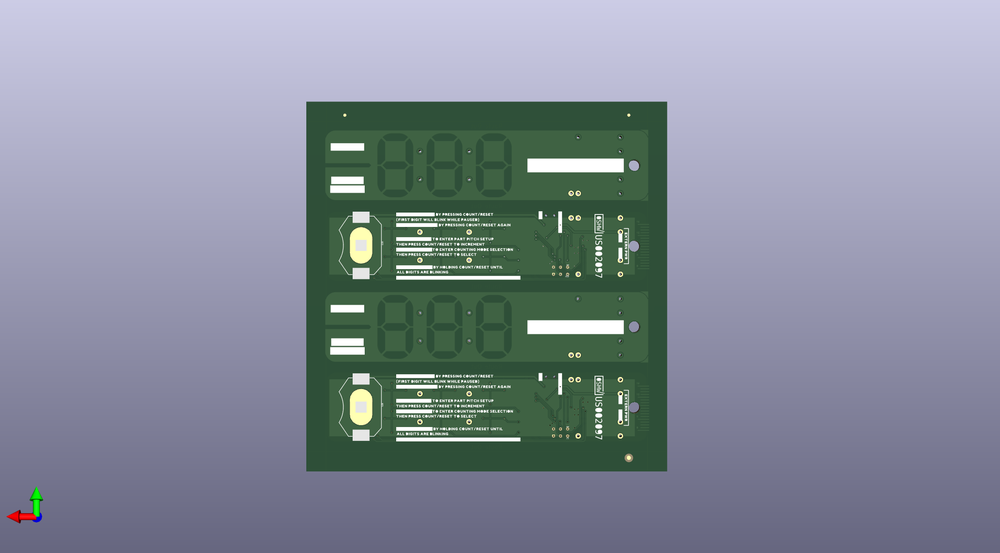 BY PRESSING COUNT/RESET
(FIRST DIGIT WILL BLINK WHILE PAUSED)
BY PRESSING COUNT/RESET AGAIN
TO ENTER PART PITCH SETUP
THEN PRESS COUNT/RESET TO INCREMENT
TO ENTER COUNTING MODE SELECTION
THEN PRESS COUNT/RESET TO SELECT
BY HOLDING COUNT/RESET UNTIL
ALL DIGITS ARE BLINKING
BY PRESSING COUNT/RESET
(FIRST DIGIT WILL BLINK WHILE PAUSED)
BY PRESSING COUNT/RESET AGAIN
TO ENTER PART PITCH SETUP
THEN PRESS COUNT/RESET TO INCREMENT
TO ENTER COUNTING MODE SELECTION
THEN PRESS COUNT/RESET TO SELECT
BY HOLDING COUNT/RESET UNTIL
ALL DIGITS ARE BLINKING